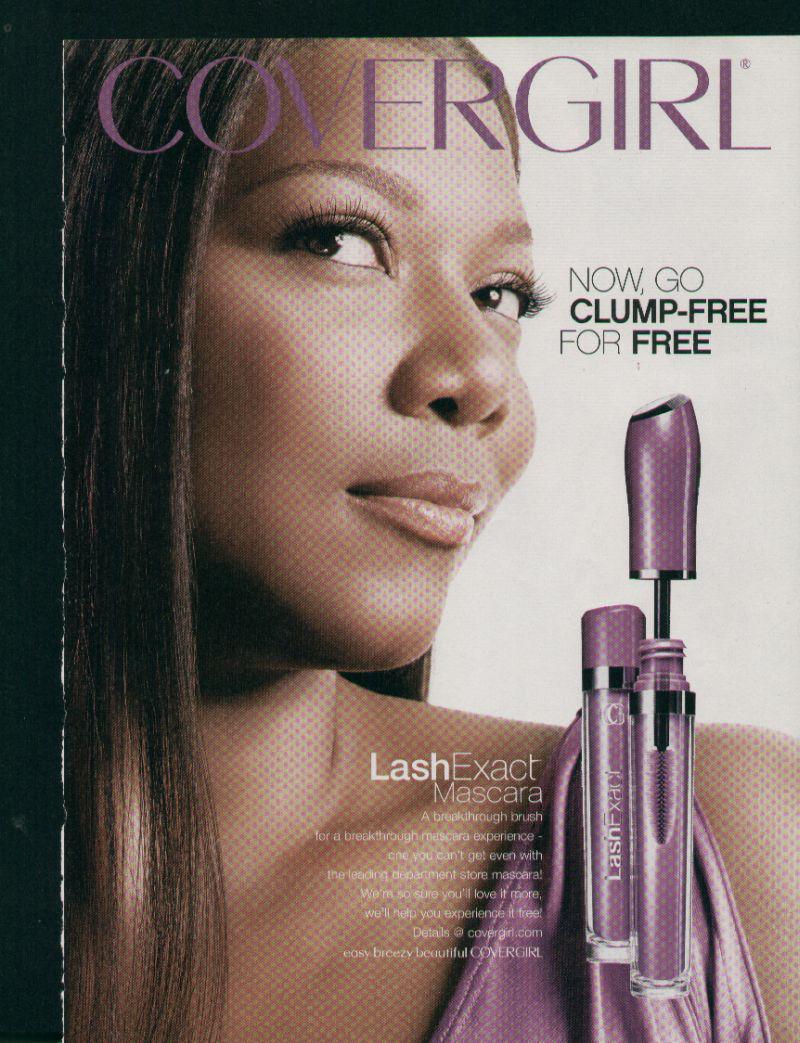 COVERGIRL®
NOW, GO
CLUMP-FREE
FOR FREE
LashExact
Mascara
A breakthrough brush
for a breakthrough mascara experience -
one you can't get even with
the leading department store mascara!
We're so sure you'll love it more,
we'll help you experience it free!
Details @ covergirl.com
easy breezy beautiful COVERGIRL
LashExact